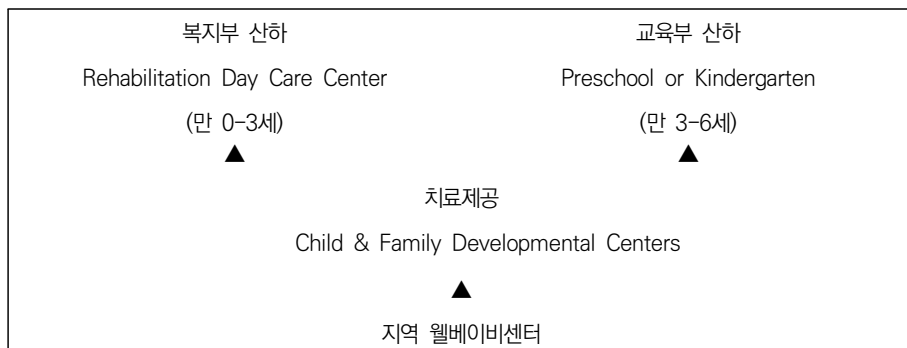 복지부 산하
Rehabilitation Day Care Center
(만 0-3세)
▲
교육부 산하
Preschool or Kindergarten
(만 3-6세)
▲
치료제공
Child & Family Developmental Centers
▲
지역 웰베이비센터